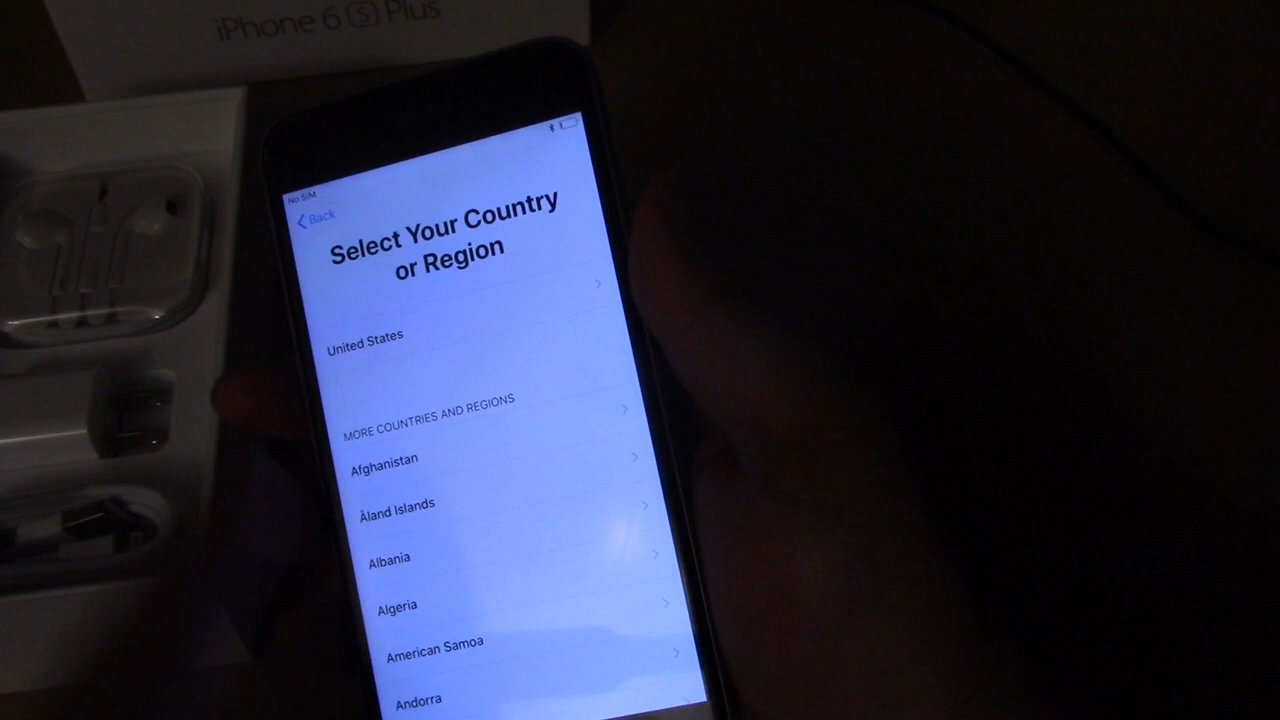 iPhone 6 S Plus
No SIM
Back
Select Your Country
or Region
United States
MORE COUNTRIES AND REGIONS
Afghanistan
Åland Islands
Albania
Algeria
American Samoa
Andorra